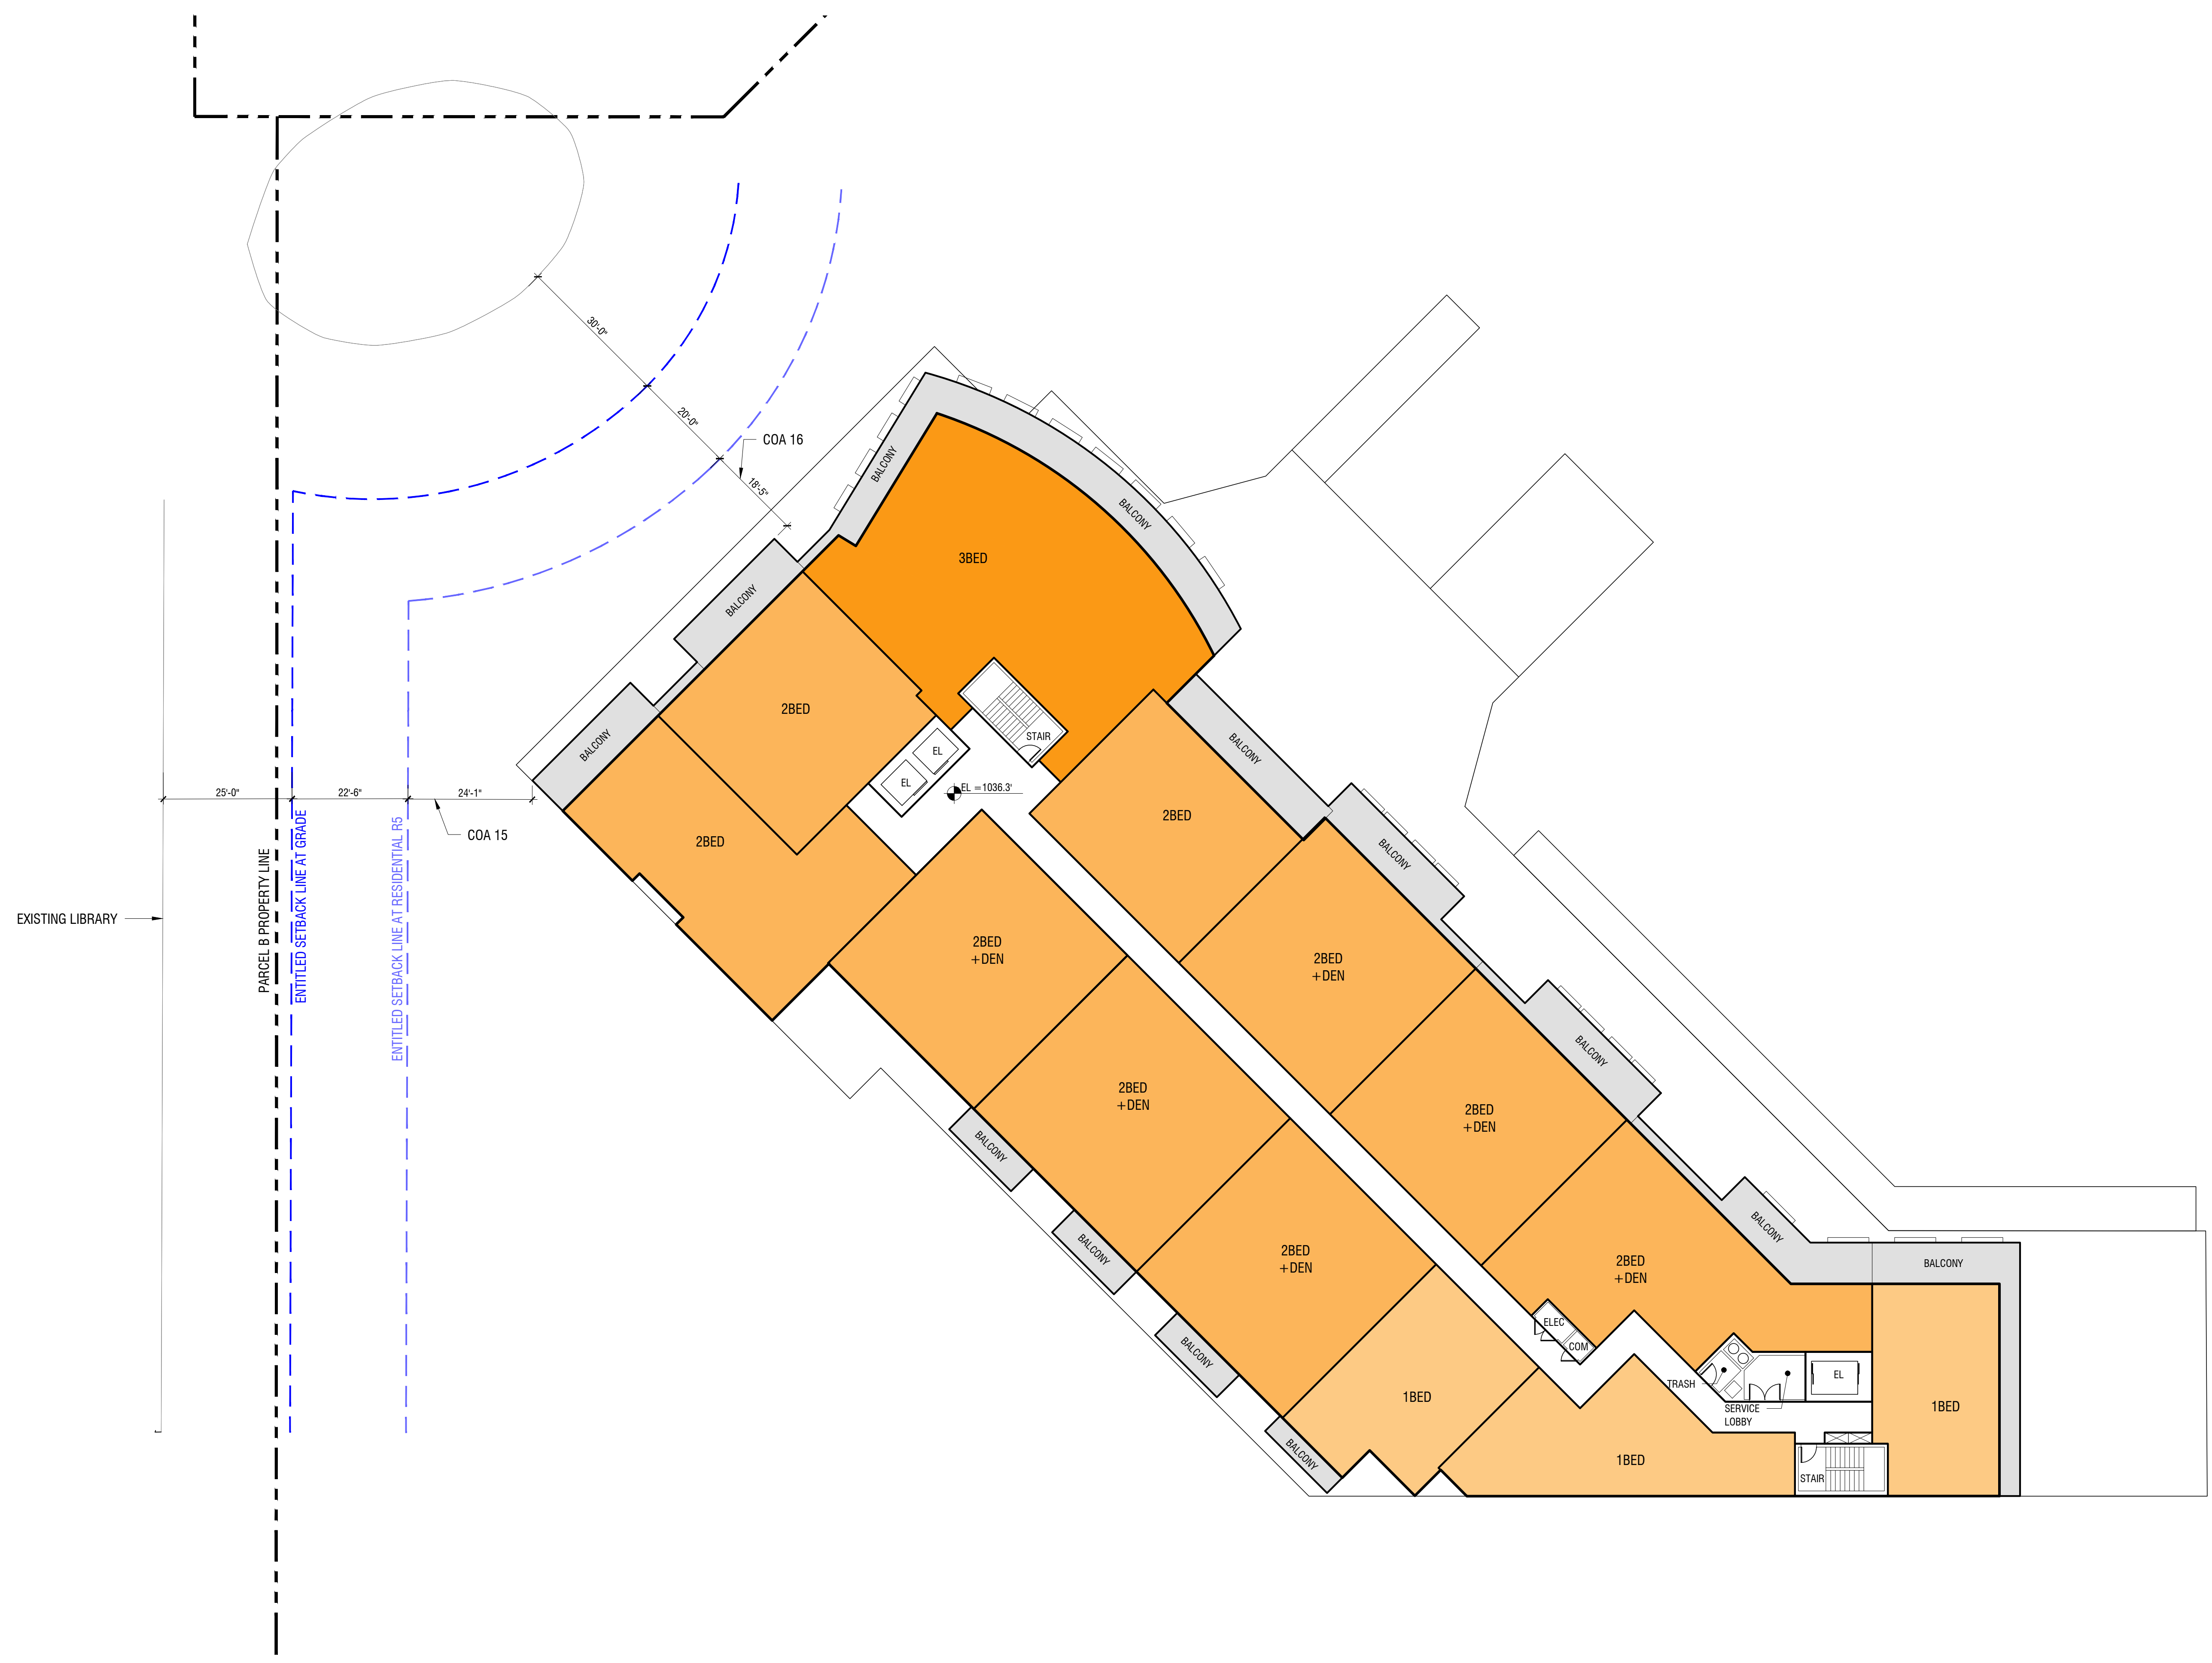 30'-0"
20'-0"
COA 16
18'-5"
BALCONY
BALCONY
3BED
BALCONY
2BED
BALCONY
STAIR
EL
EL
EL =1036.3'
BALCONY
25'-0"
22'-6"
24'-1"
COA 15
EXISTING LIBRARY
PARCEL B PROPERTY LINE
ENTITLED SETBACK LINE AT GRADE
ENTITLED SETBACK LINE AT RESIDENTIAL R5
2BED
2BED
BALCONY
2BED
+DEN
2BED
+DEN
BALCONY
2BED
+DEN
2BED
+DEN
BALCONY
BALCONY
BALCONY
BALCONY
2BED
+DEN
2BED
+DEN
BALCONY
ELEC
COM
BALCONY
1BED
TRASH
SERVICE
LOBBY
EL
1BED
BALCONY
1BED
STAIR